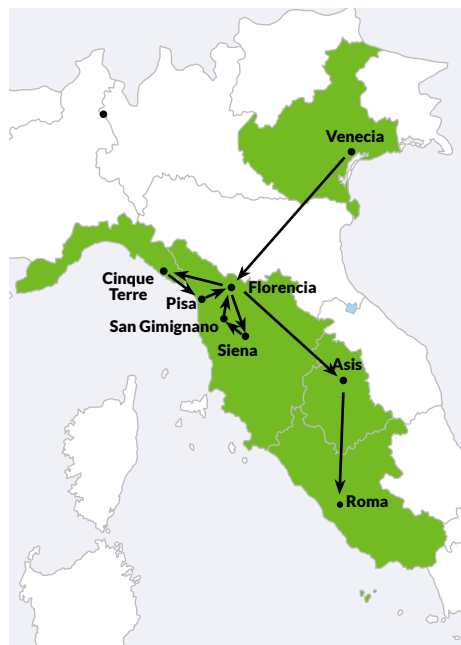 Venecia
Cinque
Terre
Pisa
Florencia
San Gimignano
Siena
Asis
Roma